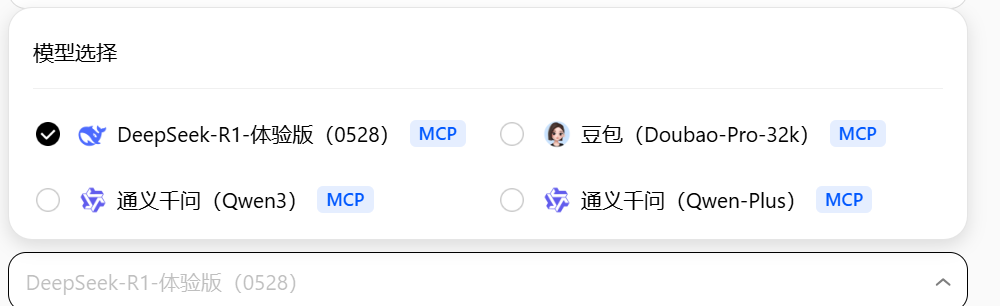 模型选择
DeepSeek-R1-体验版（0528） MCP 豆包（Doubao-Pro-32k） MCP
通义千问（Qwen3） MCP 通义千问（Qwen-Plus） MCP
DeepSeek-R1-体验版（0528）